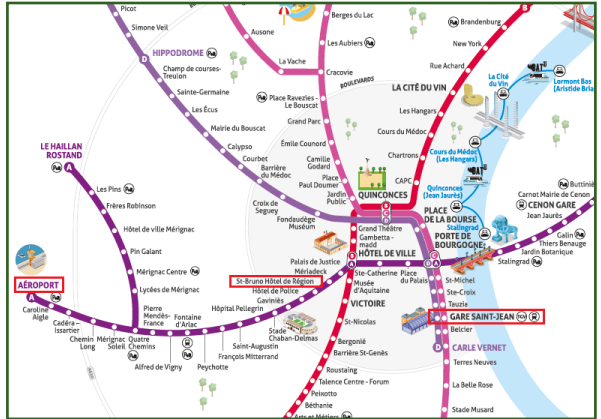 Picot
Simone Veil
HIPPODROME
Champ de courses-
Treulon
Sainte-Germaine
Les Écus
Mairie du Bouscat
Calypso
Courbet
Barrière
du Médoc
Croix de
Seguey
Fondaudège
Muséum
Ausone
La Vache
Berges du Lac
Les Aubiers
Cracovie
BOULEVARDS
Place Ravezies -
Le Bouscat
Grand Parc
Émile Counord
Camille
Godard
Place
Paul Doumer
Jardin
Public
Brandenburg
New York
Rue Achard
LA CITÉ DU VIN
Les Hangars
Cours du Médoc
Chartrons
CAPC
QUINCONCES
BAT
La Cité
du Vin
Lormont Bas
(Aristide Bria
BAT
Cours du Médoc
(Les Hangars)
Quinconces
(Jean Jaurès)
Stalingrad
Buttiniè
Carnot Mairie de Cenon
CENON GARE
Jean Jaurès
Galin
Thiers Benauge
Jardin Botanique
Stalingrad
PLACE
DE LA BOURSE
PORTE DE
BOURGOGNE
Grand Théâtre
Gambetta-
madd
HÔTEL DE VILLE
Palais de Justice
Mériadeck
St-Bruno Hôtel de Région
Hôtel de Police
Gaviniès
Hôpital Pellegrin
Stade
Chaban-Delmas
Saint-Augustin
François Mitterrand
Peychotte
Alfred de Vigny
Fontaine
d'Arlac
Pierre
Mendès-
France
Quatre
Chemins
Mérignac
Soleil
Chemin
Long
Cadéra –
Issartier
Caroline
Aigle
AÉROPORT
LE HAILLAN
ROSTAND
Les Pins
Frères Robinson
Hôtel de ville Mérignac
Pin Galant
Mérignac Centre
Lycées de Mérignac
Ste-Catherine
Place
du Palais
Musée
d'Aquitaine
VICTOIRE
St-Nicolas
Bergonié
Barrière St-Genès
Roustaing
Talence Centre - Forum
Peixotto
Béthanie
Arts et Métiers
St-Michel
Ste-Croix
Tauzia
GARE SAINT-JEAN
Belcier
CARLE VERNET
Terres Neuves
La Belle Rose
Stade Musard